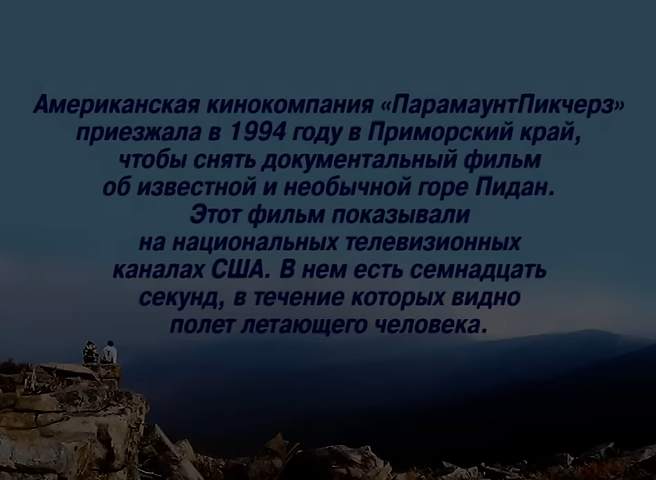 Американская кинокомпания «ПарамаунтПикчерз»
приезжала в 1994 году в Приморский край,
чтобы снять документальный фильм
об известной и необычной горе Пидан.
Этот фильм показывали
на национальных телевизионных
каналах США. В нем есть семнадцать
секунд, в течение которых видно
полет летающего человека.